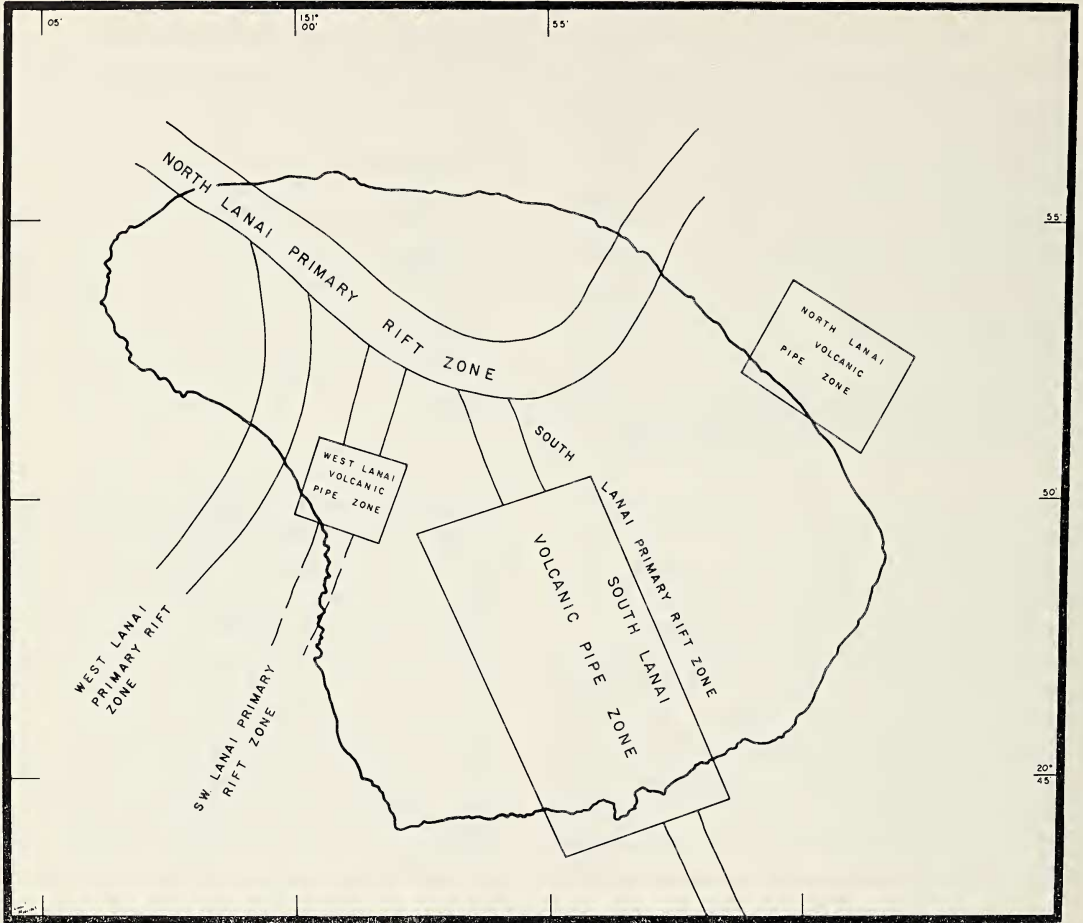 05'
151°
00'
55'
NORTH LANAI PRIMARY RIFT ZONE
55'
NORTH LANAI
VOLCANIC
PIPE ZONE
WEST LANAI
VOLCANIC
PIPE ZONE
50'
SOUTH LANAI PRIMARY RIFT ZONE
SOUTH LANAI
VOLCANIC PIPE ZONE
WEST LANAI
PRIMARY RIFT
ZONE
SW. LANAI PRIMARY
RIFT ZONE
20°
45'